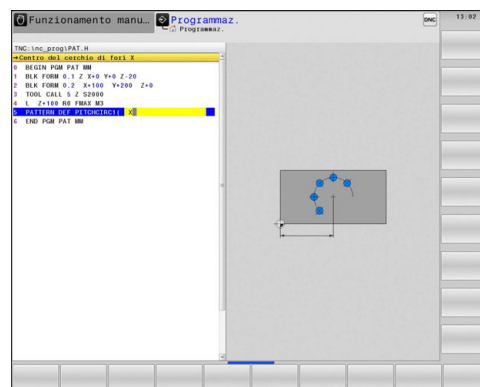 Funzionamento manu...
Programmaz.
Programmaz.
DNC
13:02
TNC:\nc_prog\PAT.H
→Centro del cerchio di fori X
0 BEGIN PGM PAT MM
1 BLK FORM 0.1 Z X+0 Y+0 Z-20
2 BLK FORM 0.2 X+100 Y+200 Z+0
3 TOOL CALL 5 Z S2000
4 L Z+100 R0 FMAX M3
5 PATTERN DEF PITCHCIRC1( X
6 END PGM PAT MM